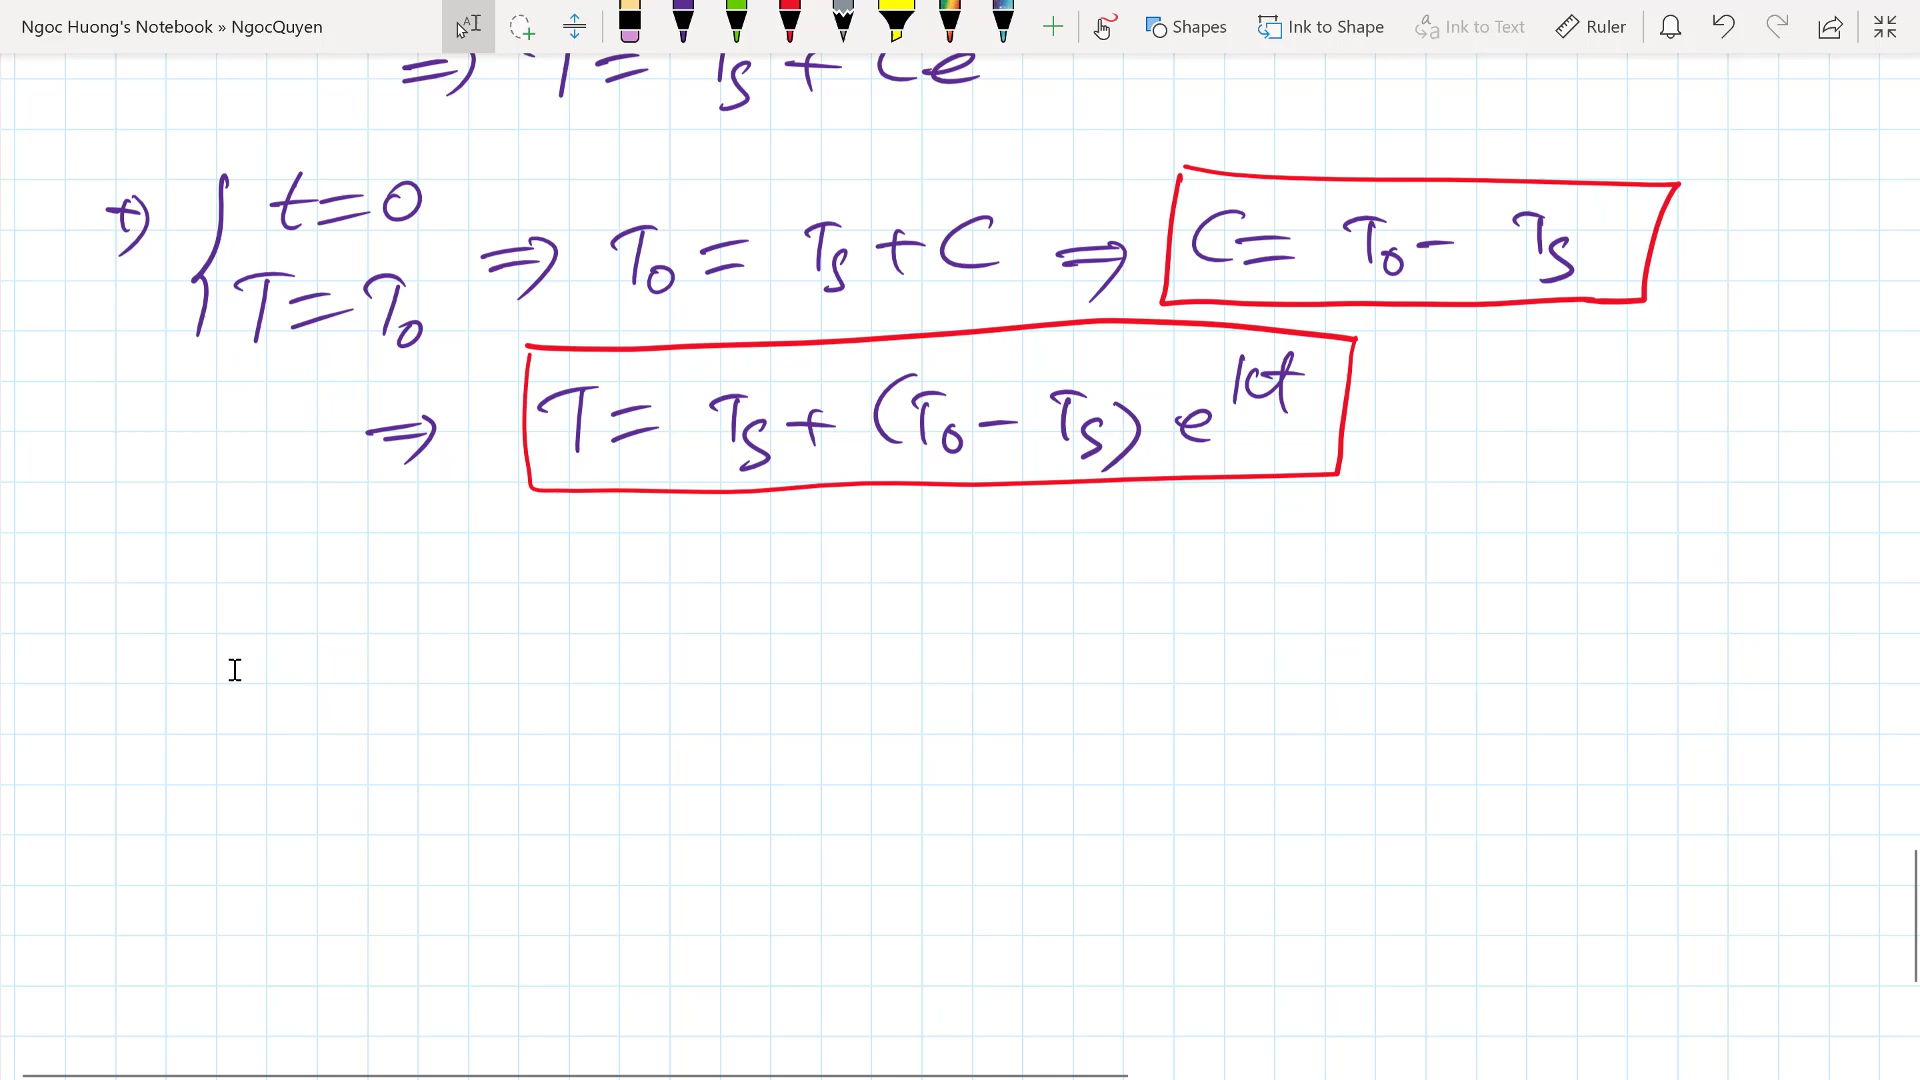 Ngoc Huong's Notebook » NgocQuyen Shapes Ink to Shape Ink to Text Ruler
⇒ T = Ts + Ce
+) { t = 0
T = T₀ ⇒ T₀ = Ts + C ⇒ C = T₀ - Ts
⇒ T = Ts + (T₀ - Ts) e^kt